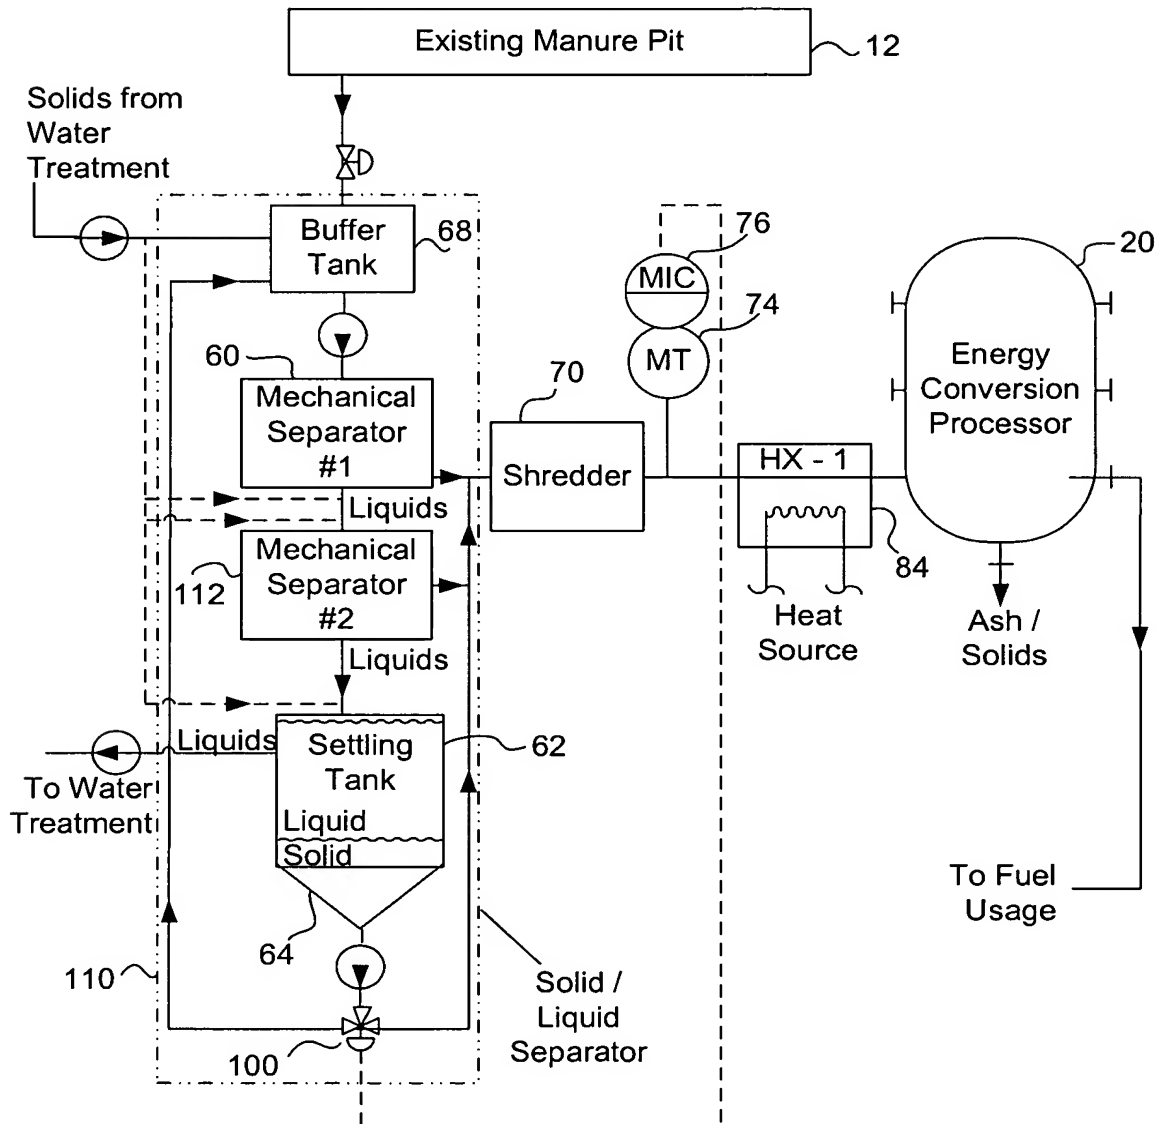 Existing Manure Pit
12
Solids from
Water
Treatment
Buffer
Tank
68
76
MIC
74
MT
20
Energy
Conversion
Processor
60
Mechanical
Separator
#1
70
Shredder
HX - 1
84
Liquids
Mechanical
Separator
#2
112
Heat
Source
Ash /
Solids
Liquids
Liquids
Settling
Tank
62
To Water
Treatment
Liquid
Solid
64
To Fuel
Usage
110
Solid /
Liquid
Separator
100